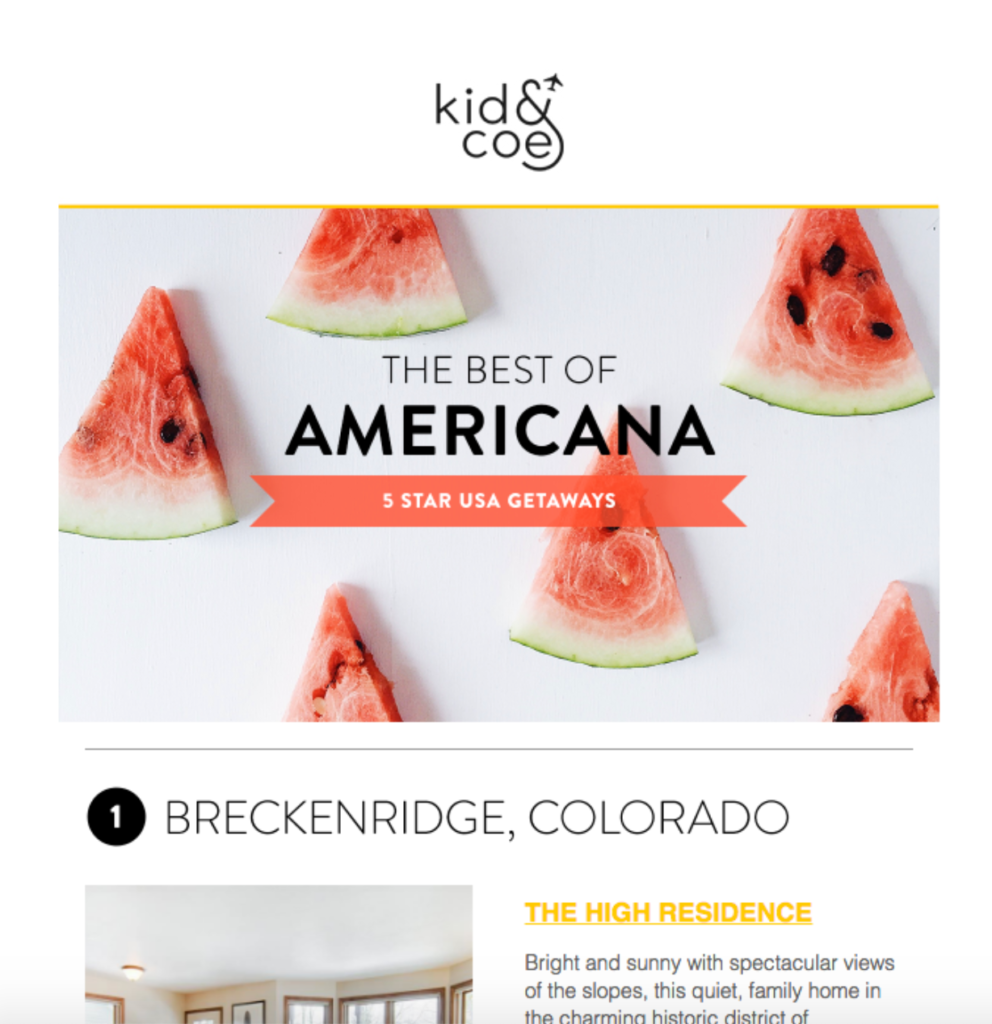 kid&
coe
THE BEST OF
AMERICANA
5 STAR USA GETAWAYS
1 BRECKENRIDGE, COLORADO
THE HIGH RESIDENCE
Bright and sunny with spectacular views
of the slopes, this quiet, family home in
the charming historic district of